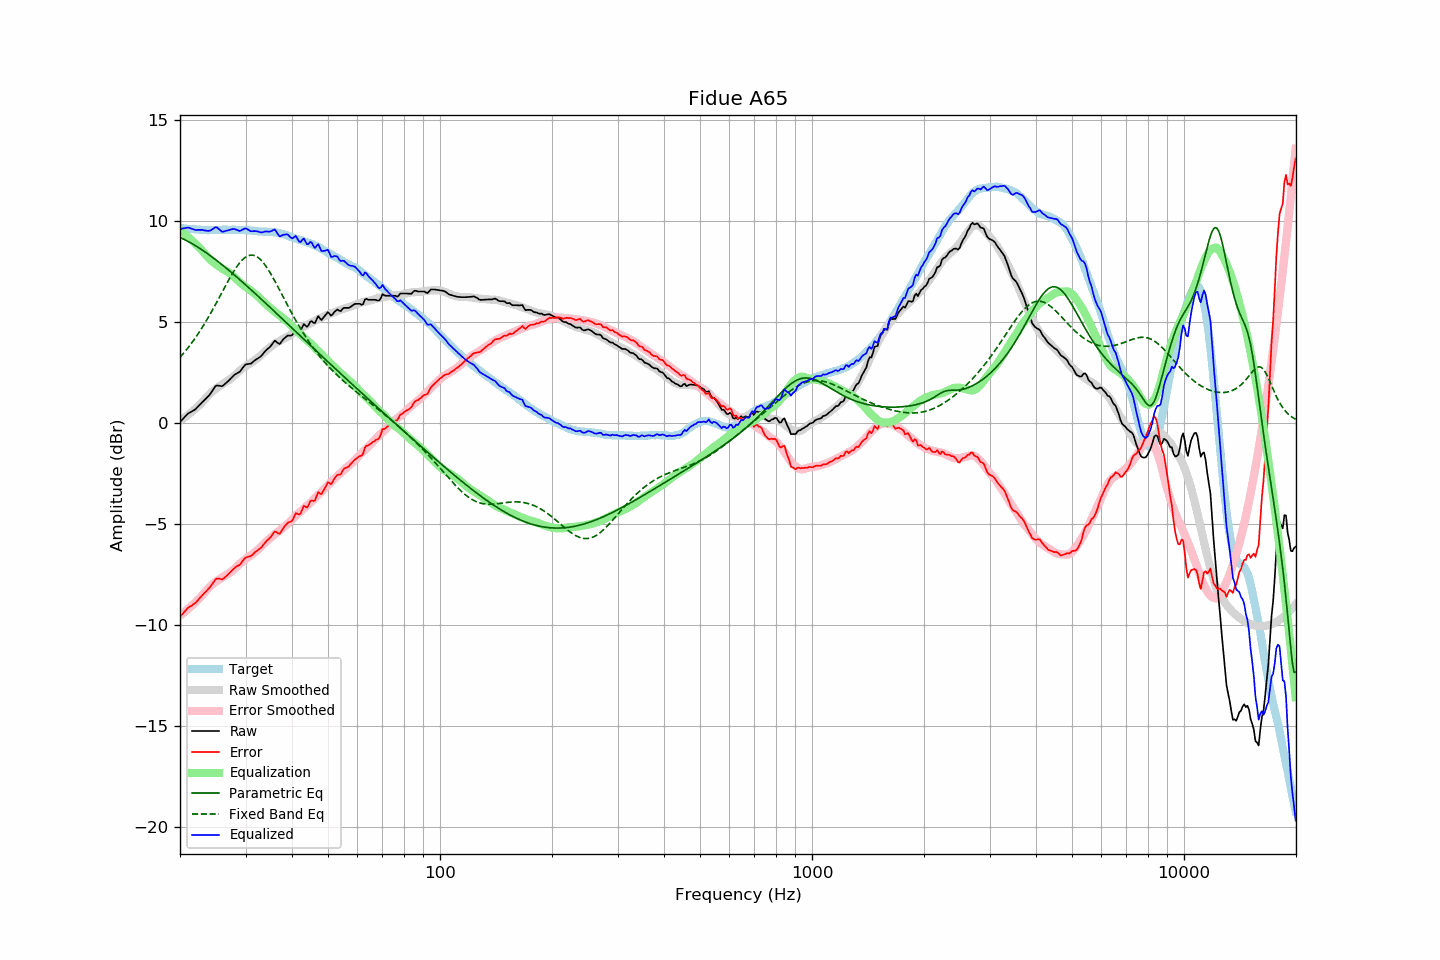 Fidue A65
Amplitude (dBr)
15
10
5
0
−5
−10
−15
−20
Target
Raw Smoothed
Error Smoothed
Raw
Error
Equalization
Parametric Eq
Fixed Band Eq
Equalized
100
1000
10000
Frequency (Hz)